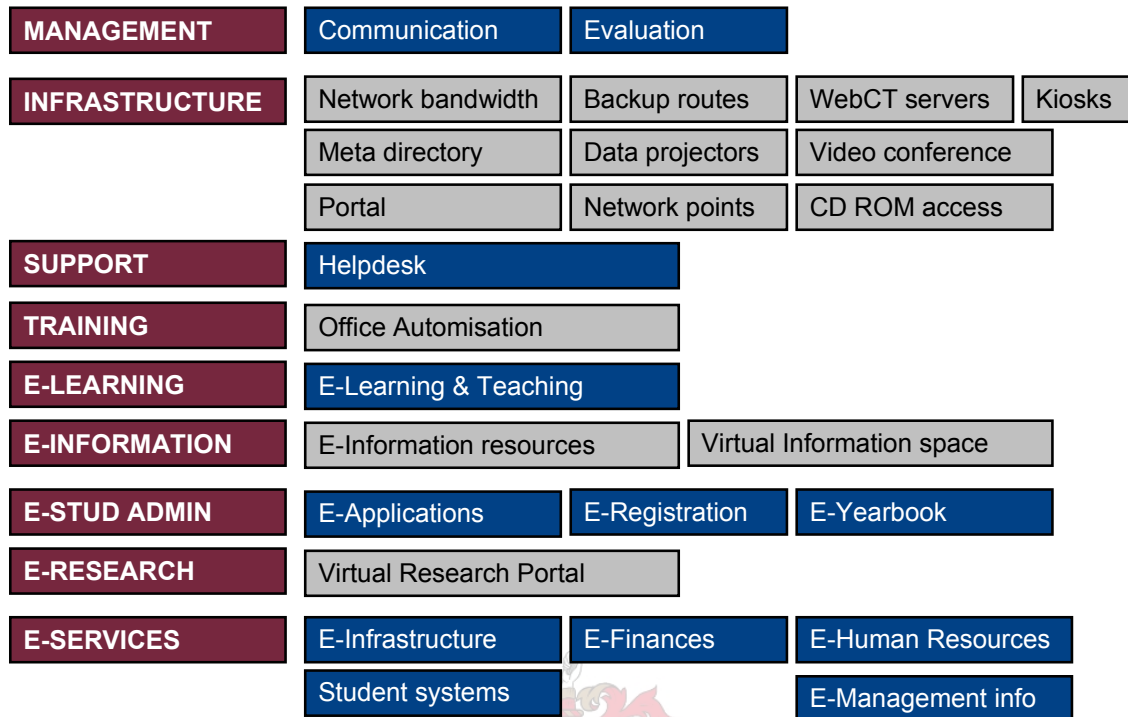 MANAGEMENT Communication Evaluation
INFRASTRUCTURE Network bandwidth Backup routes WebCT servers Kiosks
Meta directory Data projectors Video conference
Portal Network points CD ROM access
SUPPORT Helpdesk
TRAINING Office Automisation
E-LEARNING E-Learning & Teaching
E-INFORMATION E-Information resources Virtual Information space
E-STUD ADMIN E-Applications E-Registration E-Yearbook
E-RESEARCH Virtual Research Portal
E-SERVICES E-Infrastructure E-Finances E-Human Resources
Student systems E-Management info